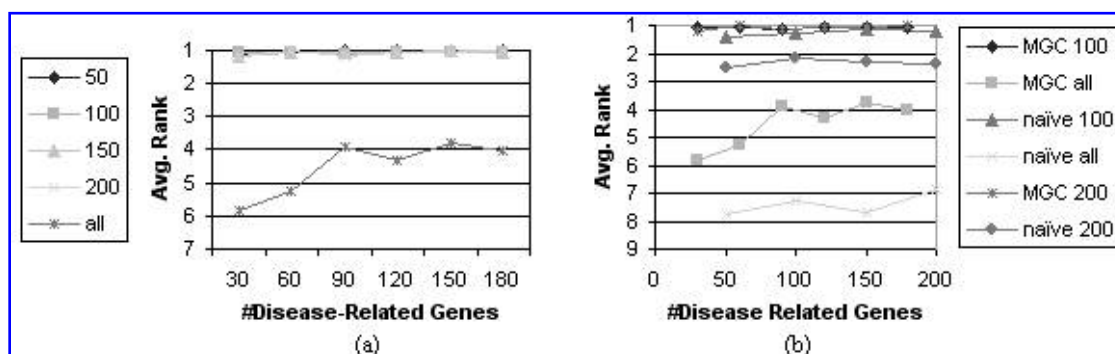 50
100
150
200
all
Avg. Rank
1
2
3
4
5
6
7
30 60 90 120 150 180
#Disease-Related Genes
(a)
Avg. Rank
1
2
3
4
5
6
7
8
9
0 50 100 150 200
#Disease Related Genes
(b)
MGC 100
MGC all
naïve 100
naïve all
MGC 200
naïve 200